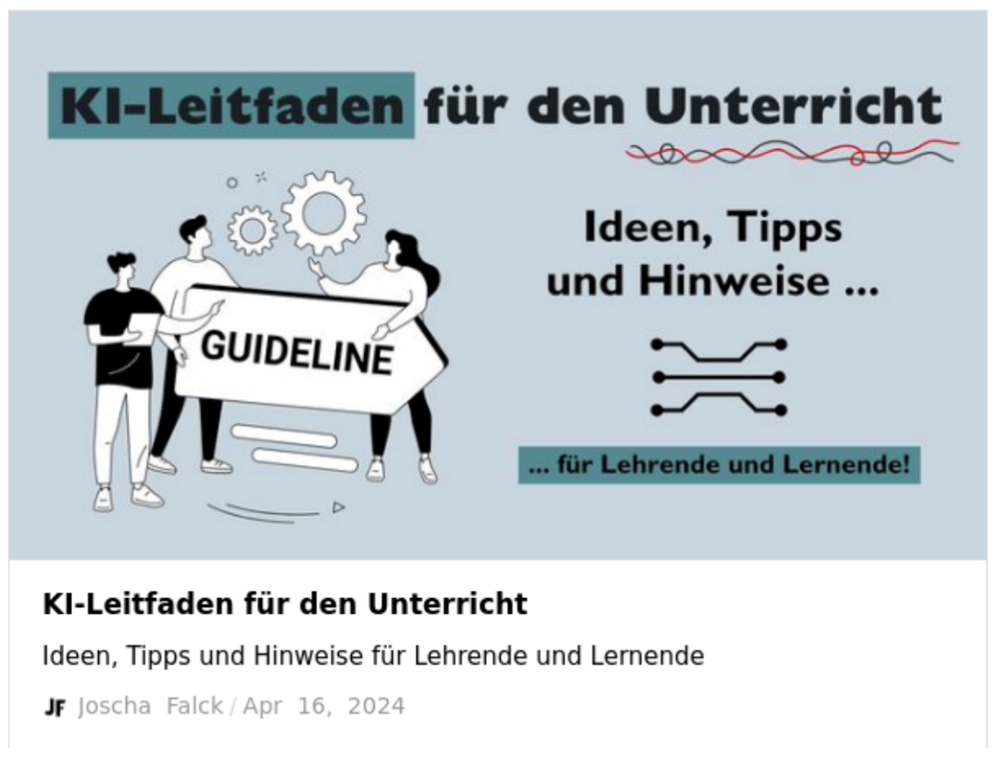 KI-Leitfaden für den Unterricht
Ideen, Tipps
und Hinweise ...
GUIDELINE
... für Lehrende und Lernende!
KI-Leitfaden für den Unterricht
Ideen, Tipps und Hinweise für Lehrende und Lernende
JF Joscha Falck / Apr 16, 2024